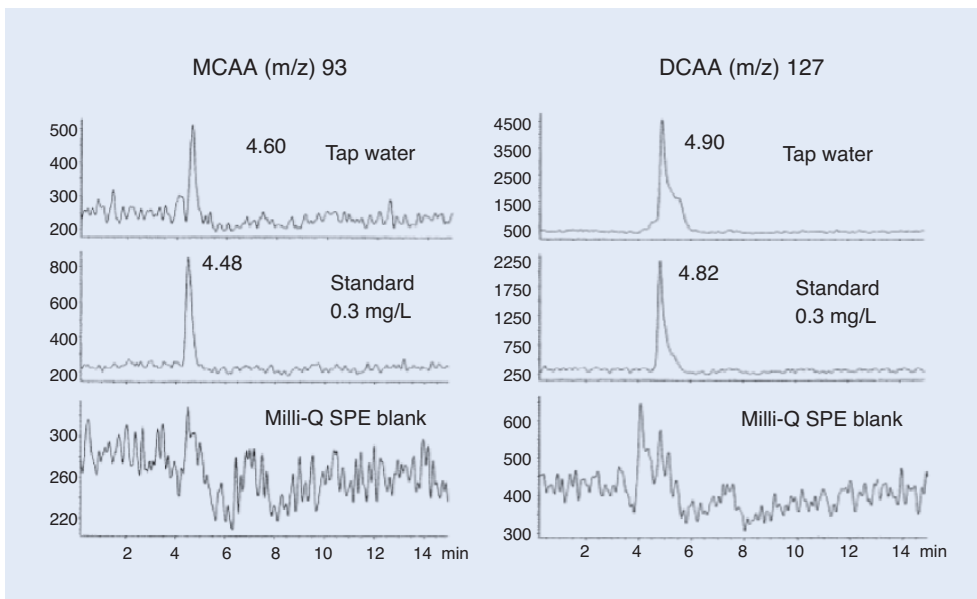 MCAA (m/z) 93
500
400
300
200
4.60
Tap water
800
600
400
200
4.48
Standard
0.3 mg/L
300
260
220
Milli-Q SPE blank
2 4 6 8 10 12 14 min
DCAA (m/z) 127
4500
3500
2500
1500
500
4.90
Tap water
2250
1750
1250
750
250
4.82
Standard
0.3 mg/L
600
500
400
300
Milli-Q SPE blank
2 4 6 8 10 12 14 min